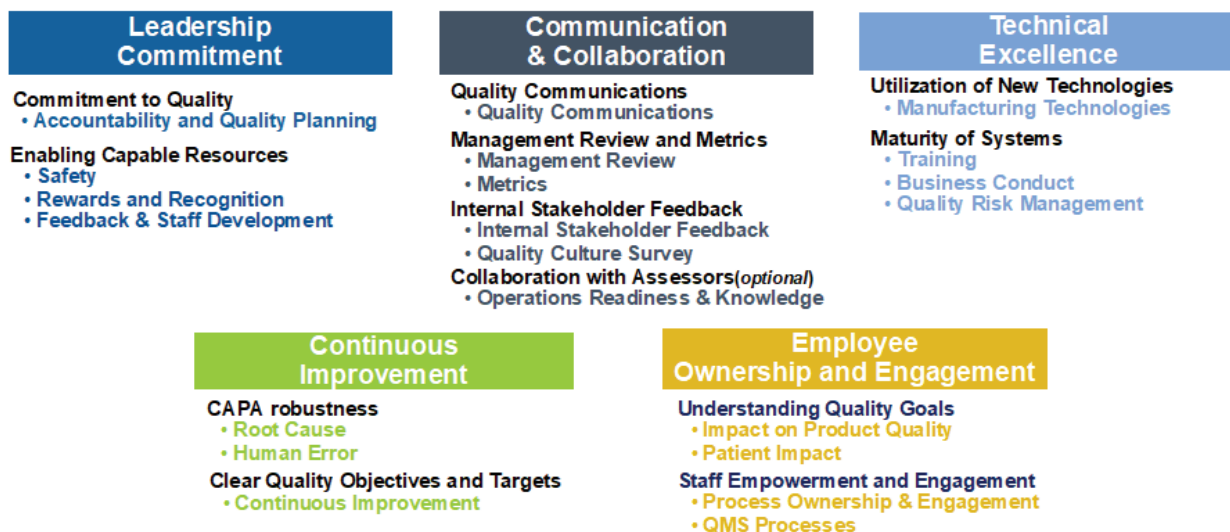 Leadership
Commitment
Commitment to Quality
• Accountability and Quality Planning
Enabling Capable Resources
• Safety
• Rewards and Recognition
• Feedback & Staff Development
Communication
& Collaboration
Quality Communications
• Quality Communications
Management Review and Metrics
• Management Review
• Metrics
Internal Stakeholder Feedback
• Internal Stakeholder Feedback
• Quality Culture Survey
Collaboration with Assessors(optional)
• Operations Readiness & Knowledge
Technical
Excellence
Utilization of New Technologies
• Manufacturing Technologies
Maturity of Systems
• Training
• Business Conduct
• Quality Risk Management
Continuous
Improvement
CAPA robustness
• Root Cause
• Human Error
Clear Quality Objectives and Targets
• Continuous Improvement
Employee
Ownership and Engagement
Understanding Quality Goals
• Impact on Product Quality
• Patient Impact
Staff Empowerment and Engagement
• Process Ownership & Engagement
• QMS Processes